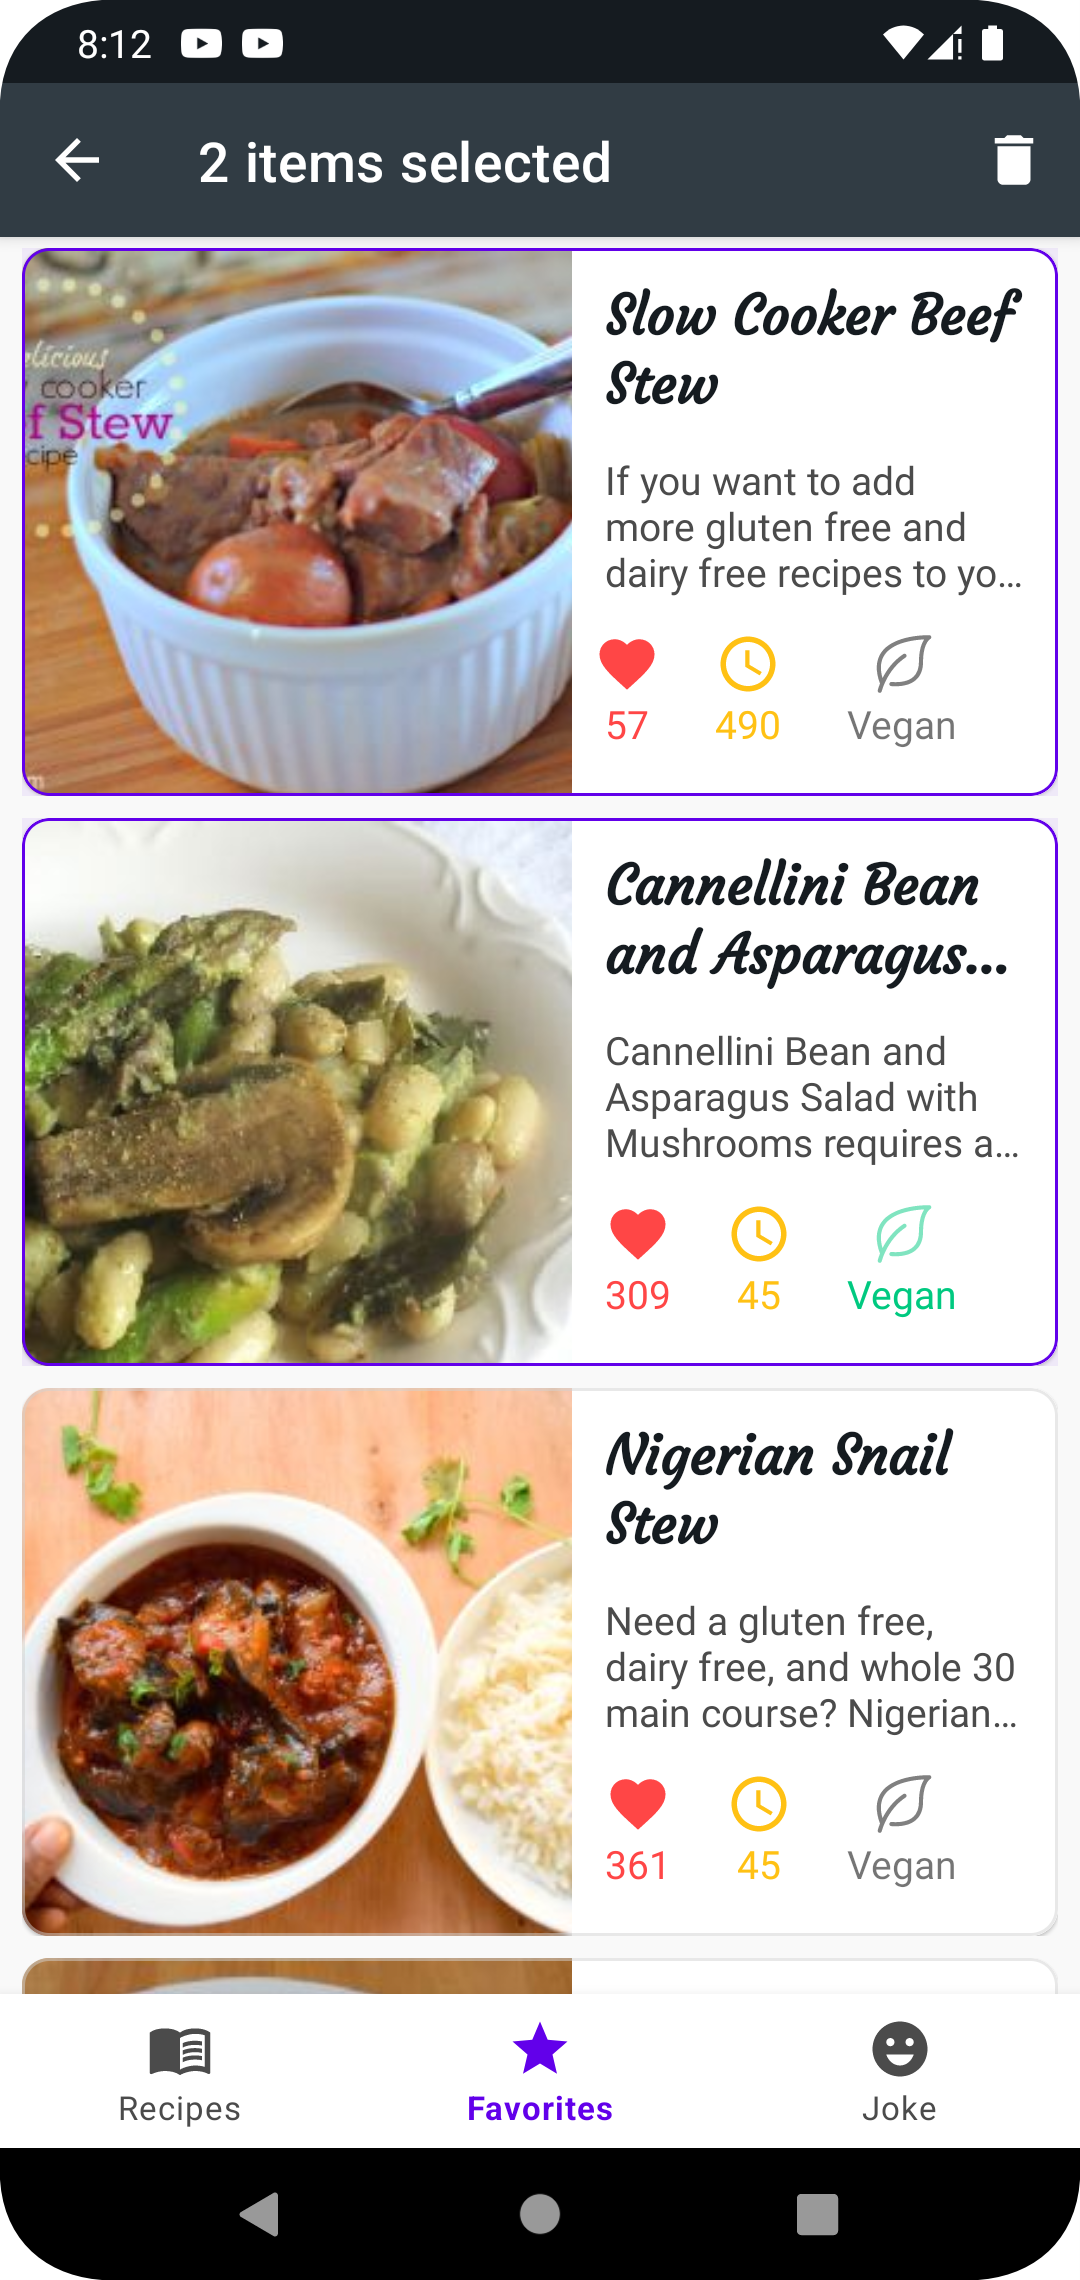 8:12
2 items selected
elicious
cooker
f Stew
cipe
Slow Cooker Beef
Stew
If you want to add
more gluten free and
dairy free recipes to yo...
57
490
Vegan
Cannellini Bean
and Asparagus...
Cannellini Bean and
Asparagus Salad with
Mushrooms requires a...
309
45
Vegan
Nigerian Snail
Stew
Need a gluten free,
dairy free, and whole 30
main course? Nigerian...
361
45
Vegan
Recipes
Favorites
Joke